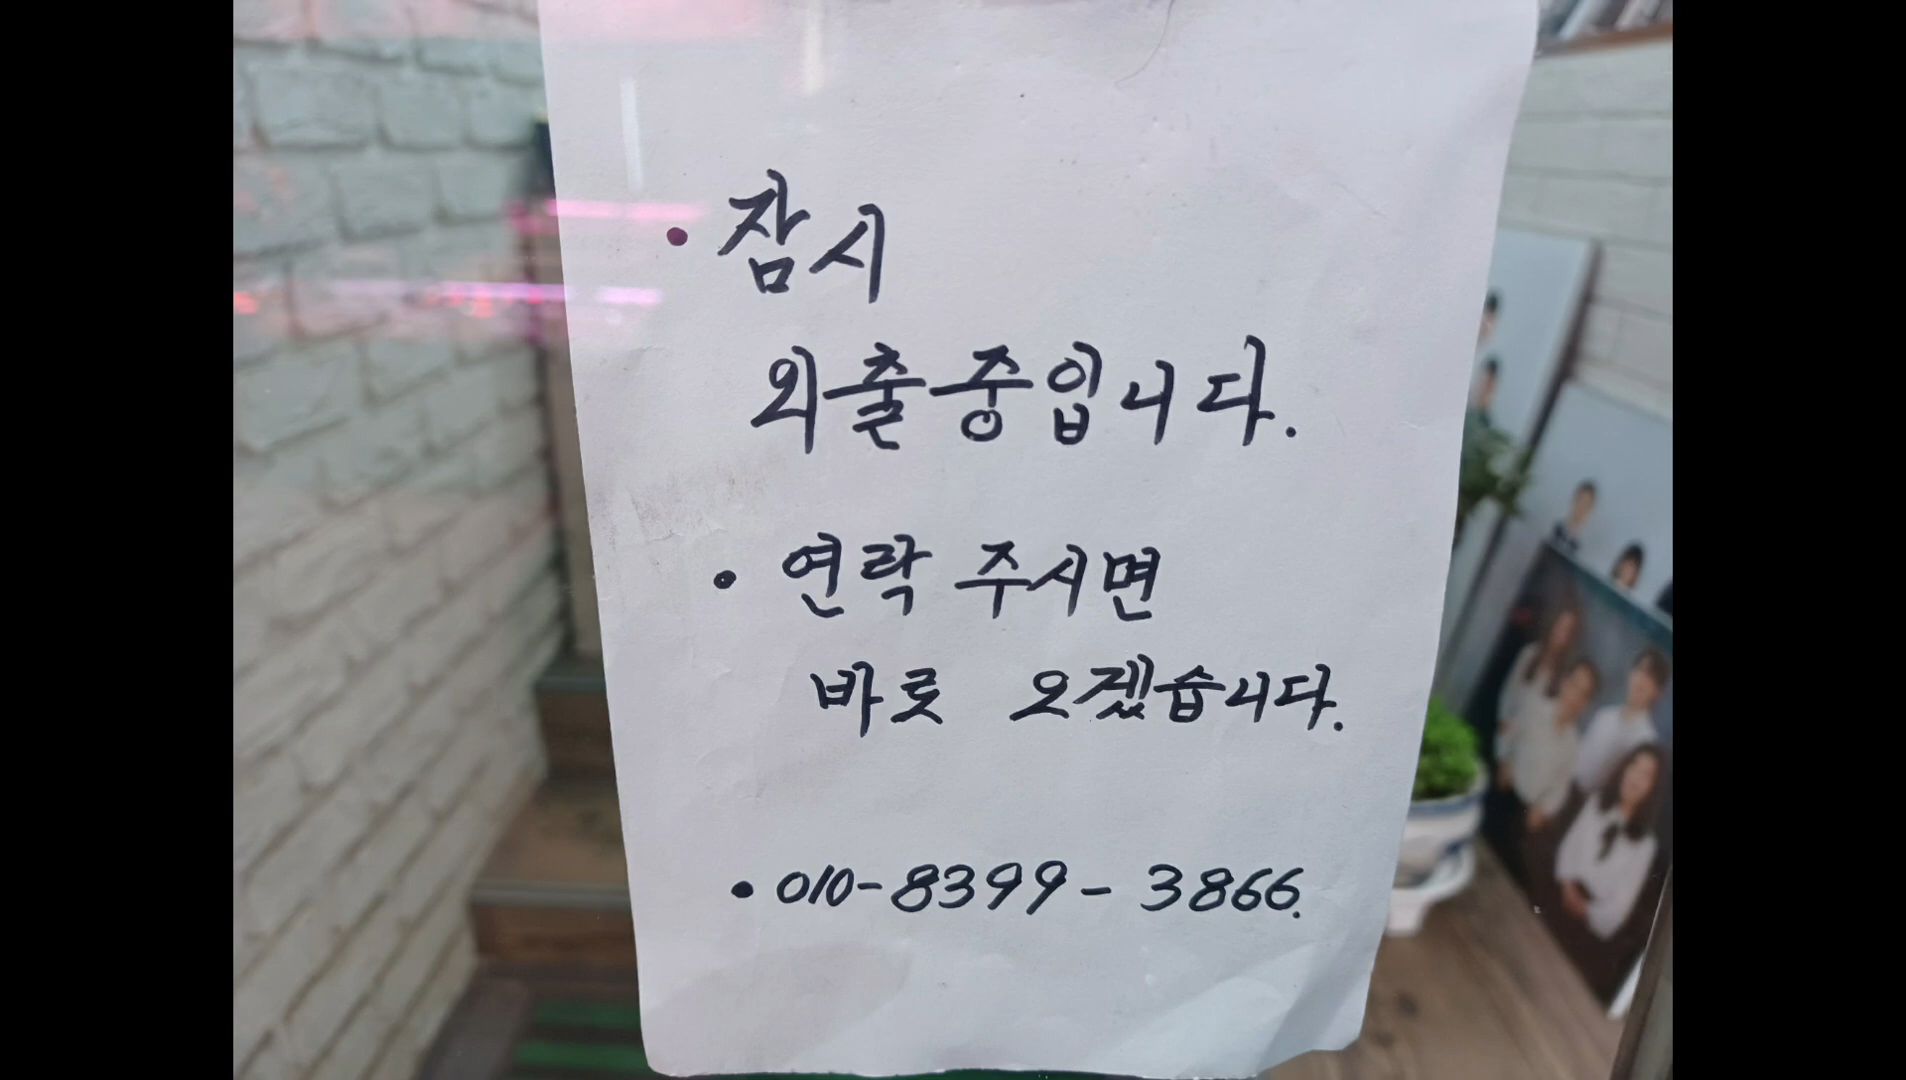 • 잠시
외출중입니다.
• 연락 주시면
바롯 오겠습니다.
• 010-8399-3866.